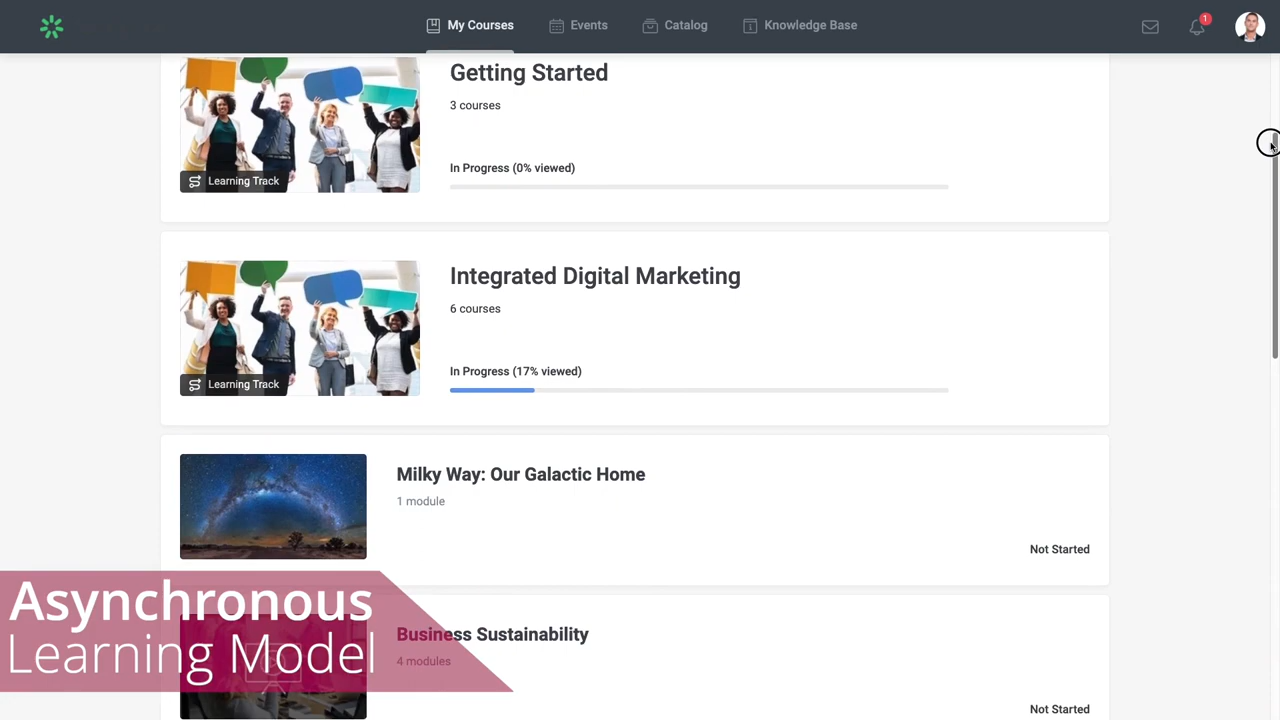 My Courses
Events
Catalog
Knowledge Base
1
Getting Started
3 courses
In Progress (0% viewed)
Learning Track
Integrated Digital Marketing
6 courses
In Progress (17% viewed)
Learning Track
Milky Way: Our Galactic Home
1 module
Not Started
Business Sustainability
4 modules
Not Started
Asynchronous
Learning Model